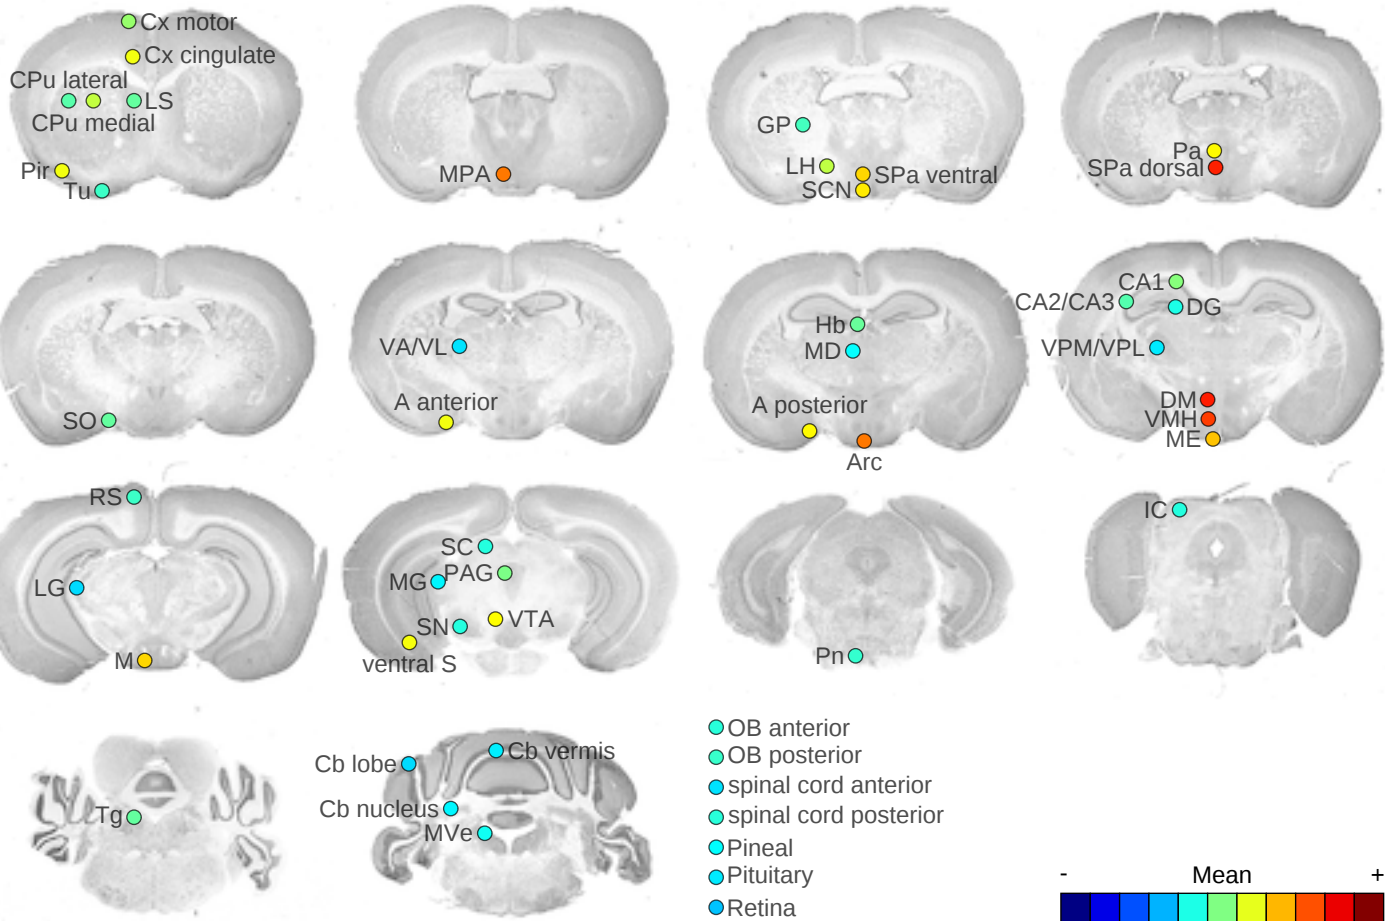 Cx motor
Cx cingulate
CPu lateral
LS
CPu medial
Pir
Tu
MPA
GP
LH
SPa ventral
SCN
Pa
SPa dorsal
SO
VA/VL
A anterior
Hb
MD
A posterior
Arc
CA1
CA2/CA3
DG
VPM/VPL
DM
VMH
ME
RS
LG
M
SC
PAG
MG
SN
VTA
ventral S
Pn
IC
Tg
Cb vermis
Cb lobe
Cb nucleus
MVe
OB anterior
OB posterior
spinal cord anterior
spinal cord posterior
Pineal
Pituitary
Retina
- Mean +